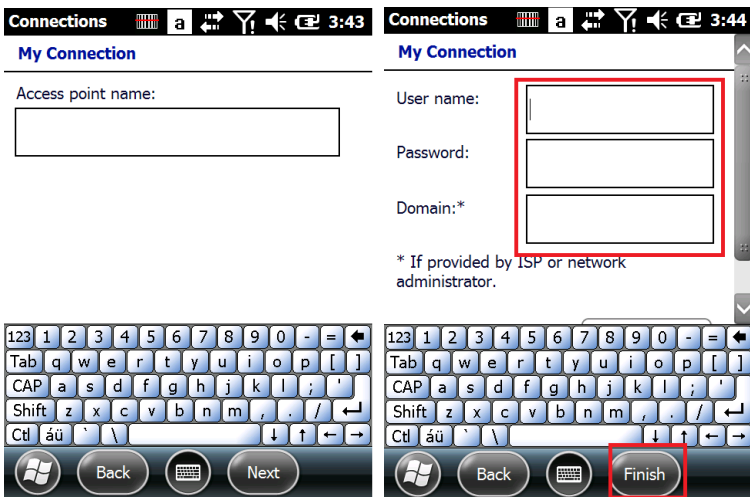 Connections a 3:43
My Connection
Access point name:
123 1 2 3 4 5 6 7 8 9 0 - =
Tab q w e r t y u i o p [ ]
CAP a s d f g h j k l ; '
Shift z x c v b n m , . /
Ctl áü ` \
Back Next
Connections a 3:44
My Connection
User name:
Password:
Domain:*
* If provided by ISP or network
administrator.
123 1 2 3 4 5 6 7 8 9 0 - =
Tab q w e r t y u i o p [ ]
CAP a s d f g h j k l ; '
Shift z x c v b n m , . /
Ctl áü ` \
Back Finish